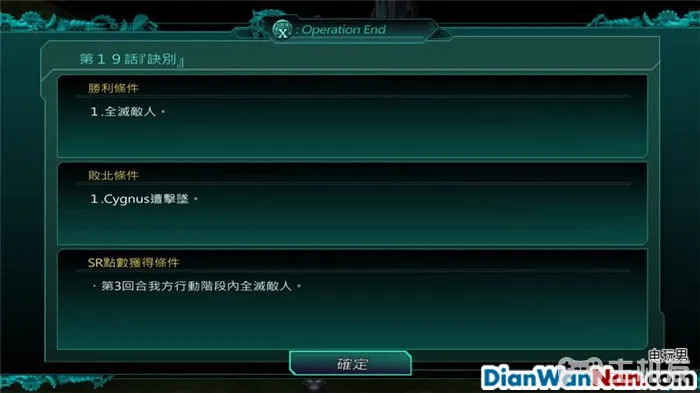 X : Operation End
第19話『訣別』
勝利條件
1.全滅敵人。
敗北條件
1.Cygnus遭擊墜。
SR點數獲得條件
・第3回合我方行動階段內全滅敵人。
確定
电玩男
DianWanNan.com